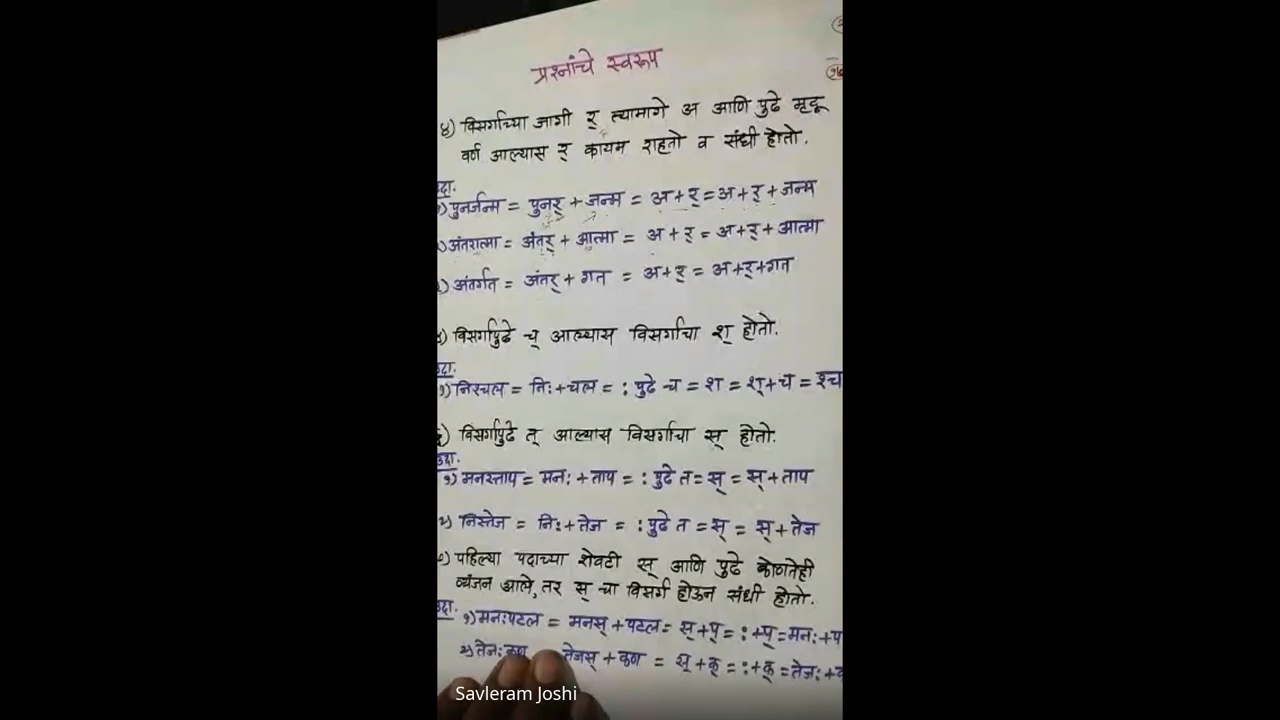 प्रश्नांचे स्वरूप
४) विसर्गाच्या जागी र् त्यामागे अ आणि पुढे मृदू
वर्ण आल्यास र् कायम राहतो व संधी होतो.
उदा.
१) पुनर्जन्म = पुनर् + जन्म = अ + र् = अ + र् + जन्म
अंतरात्मा = अंतर् + आत्मा = अ + र् = अ + र् + आत्मा
अंतर्गत = अंतर् + गत = अ + र् = अ + र् + गत
५) विसर्गापुढे च् आल्यास विसर्गाचा श् होतो.
उदा.
१) निश्चल = निः + चल = : पुढे च = श = श् + च = श्च
६) विसर्गापुढे त् आल्यास विसर्गाचा स् होतो.
उदा.
१) मनस्ताप = मनः + ताप = : पुढे त = स् = स् + ताप
२) निस्तेज = निः + तेज = : पुढे त = स् = स् + तेज
७) पहिल्या पदाच्या शेवटी स् आणि पुढे कोणतेही
व्यंजन आले, तर स् चा विसर्ग होऊन संधी होतो.
उदा. १) मनःपटल = मनस् + पटल = स् + प् = : + प् = मनः + प
२) तेजःकण तेजस् + कण = स् + क् = : + क् = तेजः +
Savleram Joshi